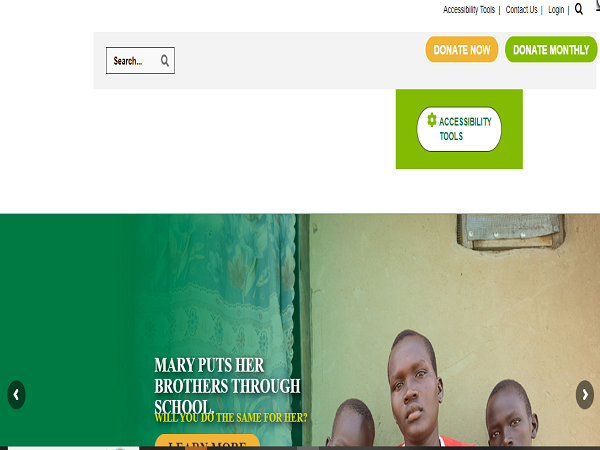 Accessibility Tools | Contact Us | Login |
Search...
DONATE NOW
DONATE MONTHLY
ACCESSIBILITY
TOOLS
MARY PUTS HER
BROTHERS THROUGH
SCHOOL.
WILL YOU DO THE SAME FOR HER?
LEARN MORE